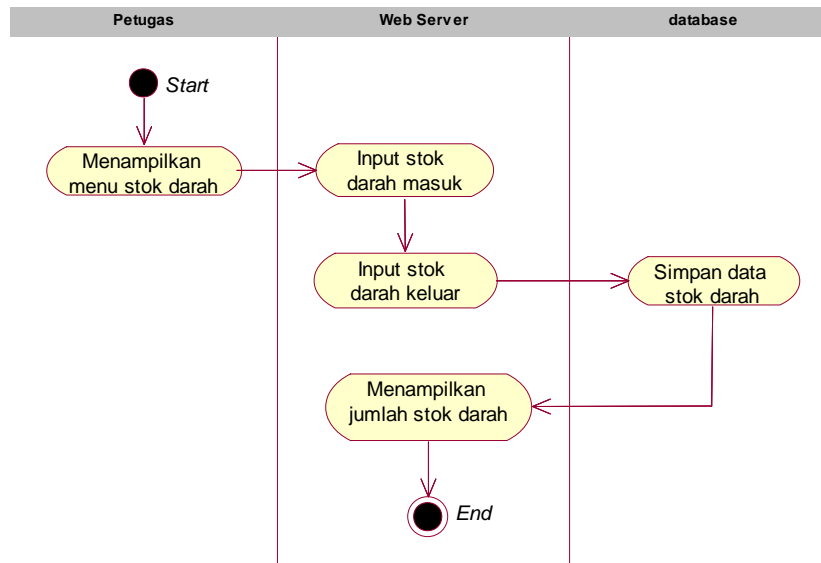 Petugas
Web Server
database
Start
Menampilkan
menu stok darah
Input stok
darah masuk
Input stok
darah keluar
Simpan data
stok darah
Menampilkan
jumlah stok darah
End